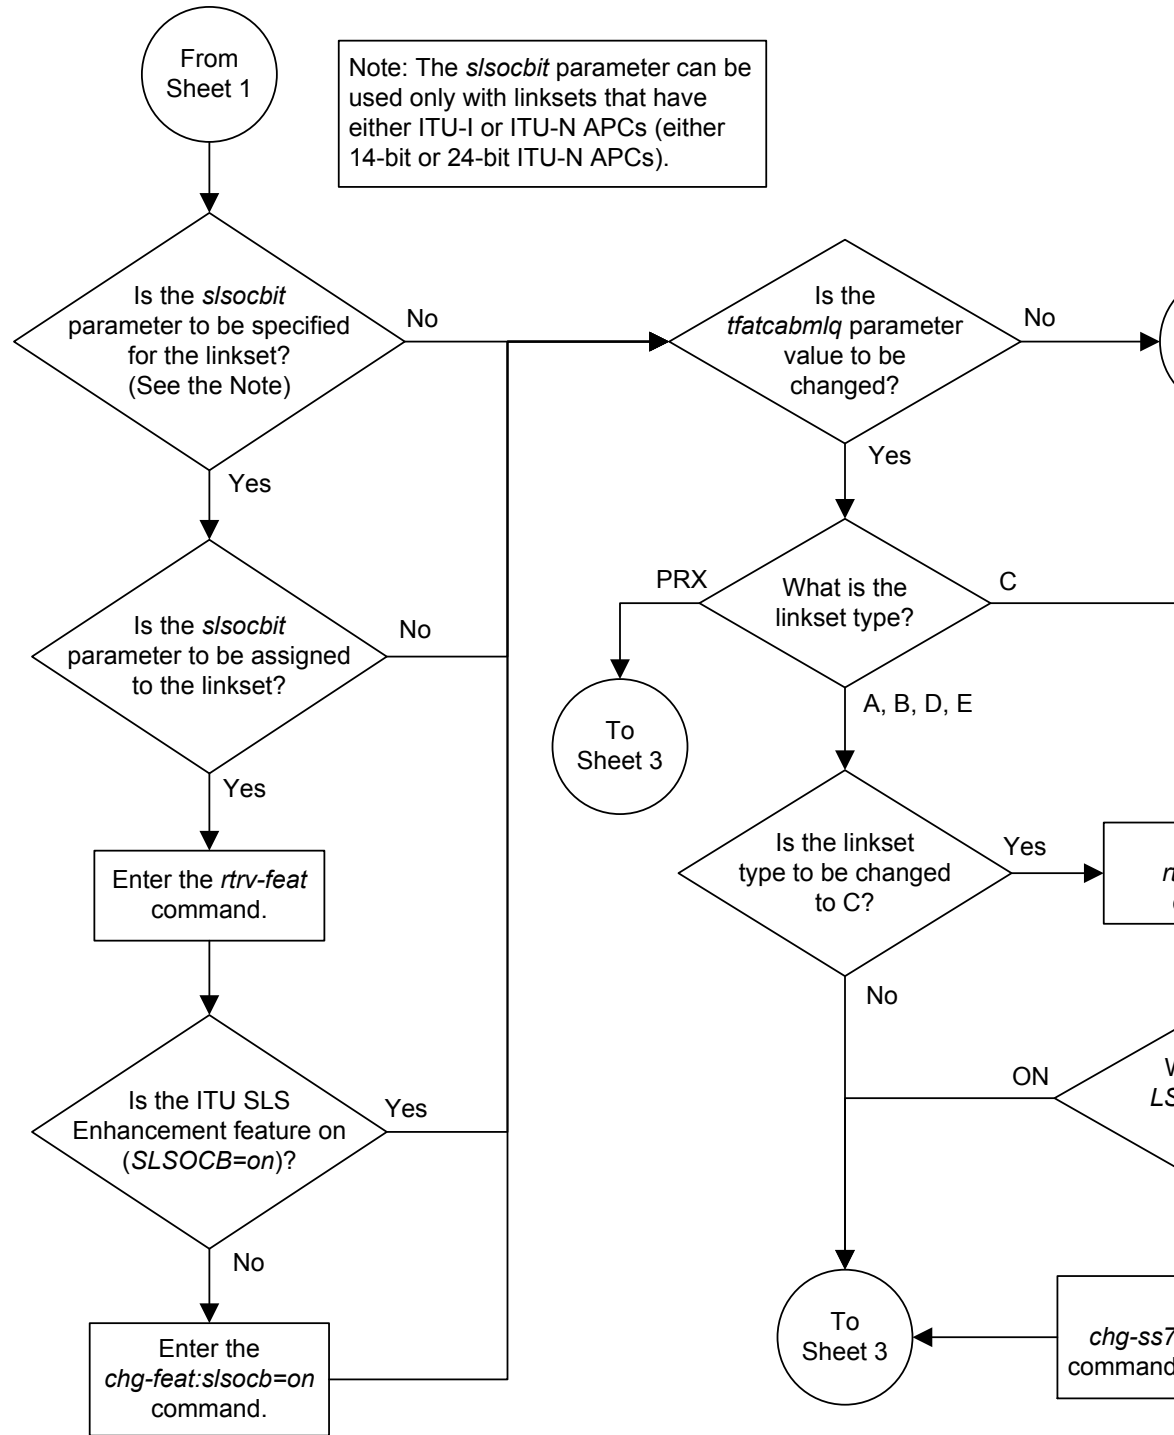 From
Sheet 1
Note: The slsocbit parameter can be
used only with linksets that have
either ITU-I or ITU-N APCs (either
14-bit or 24-bit ITU-N APCs).
Is the slsocbit
parameter to be specified
for the linkset?
(See the Note)
No
Yes
Is the slsocbit
parameter to be assigned
to the linkset?
No
Yes
Enter the rtrv-feat
command.
Is the ITU SLS
Enhancement feature on
(SLSOCB=on)?
Yes
No
Enter the
chg-feat:slsocb=on
command.
Is the
tfatcabmlq parameter
value to be
changed?
No
Yes
What is the
linkset type?
PRX
C
To
Sheet 3
A, B, D, E
Is the linkset
type to be changed
to C?
Yes
No
ON
LS
To
Sheet 3
chg-ss7
command